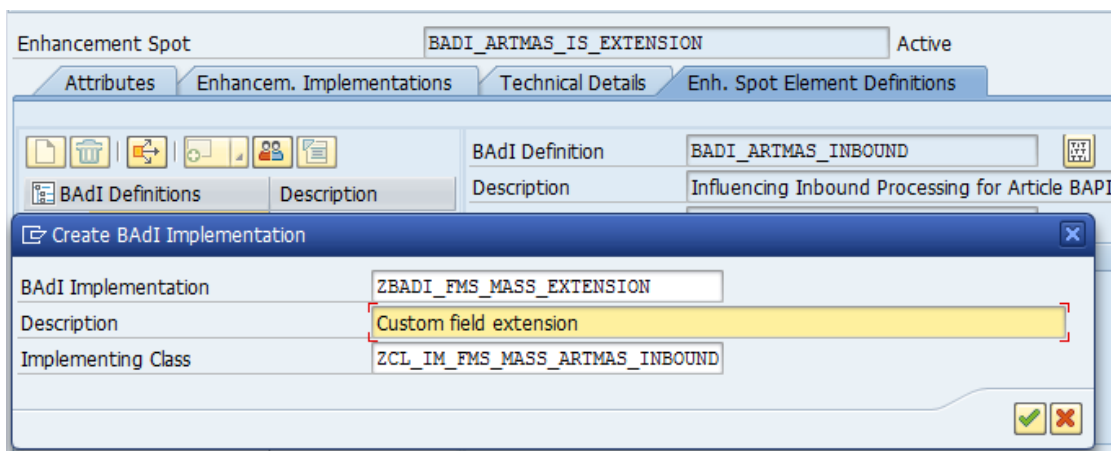 Enhancement Spot BADI_ARTMAS_IS_EXTENSION Active
Attributes Enhancem. Implementations Technical Details Enh. Spot Element Definitions
BAdI Definition BADI_ARTMAS_INBOUND
BAdI Definitions Description Description Influencing Inbound Processing for Article BAPI
Create BAdI Implementation
BAdI Implementation ZBADI_FMS_MASS_EXTENSION
Description Custom field extension
Implementing Class ZCL_IM_FMS_MASS_ARTMAS_INBOUND